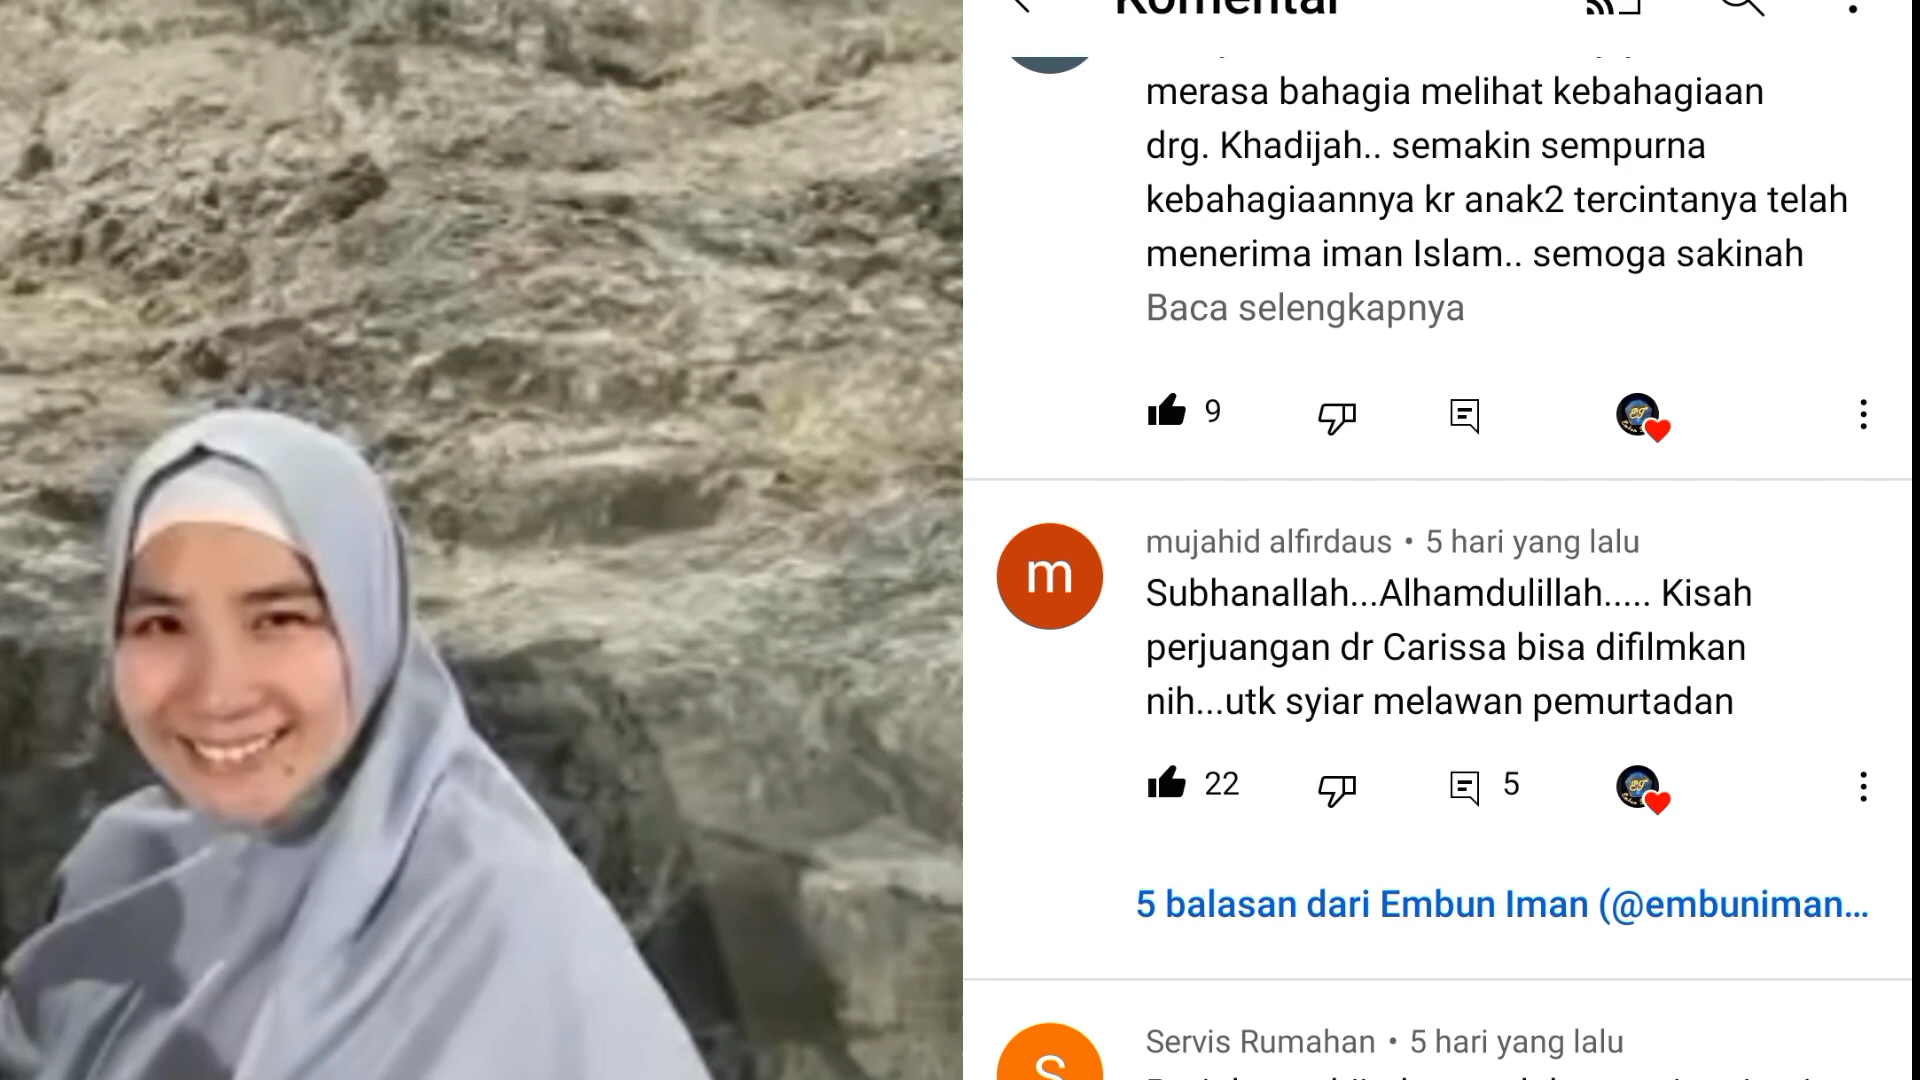 Komentar
merasa bahagia melihat kebahagiaan
drg. Khadijah.. semakin sempurna
kebahagiaannya kr anak2 tercintanya telah
menerima iman Islam.. semoga sakinah
Baca selengkapnya
9
m
mujahid alfirdaus • 5 hari yang lalu
Subhanallah...Alhamdulillah..... Kisah
perjuangan dr Carissa bisa difilmkan
nih...utk syiar melawan pemurtadan
22
5
5 balasan dari Embun Iman (@embuniman...
S
Servis Rumahan • 5 hari yang lalu